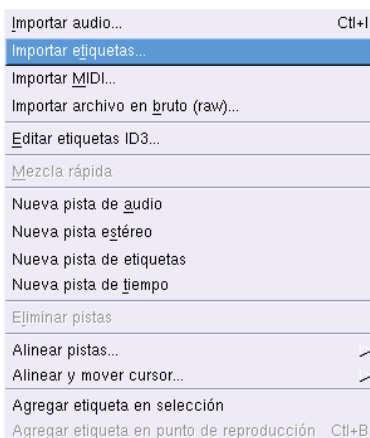 Importar audio... Ctl+I
Importar etiquetas...
Importar MIDI...
Importar archivo en bruto (raw)...
Editar etiquetas ID3...
Mezcla rápida
Nueva pista de audio
Nueva pista estéreo
Nueva pista de etiquetas
Nueva pista de tiempo
Eliminar pistas
Alinear pistas...
Alinear y mover cursor...
Agregar etiqueta en selección
Agregar etiqueta en punto de reproducción Ctl+B